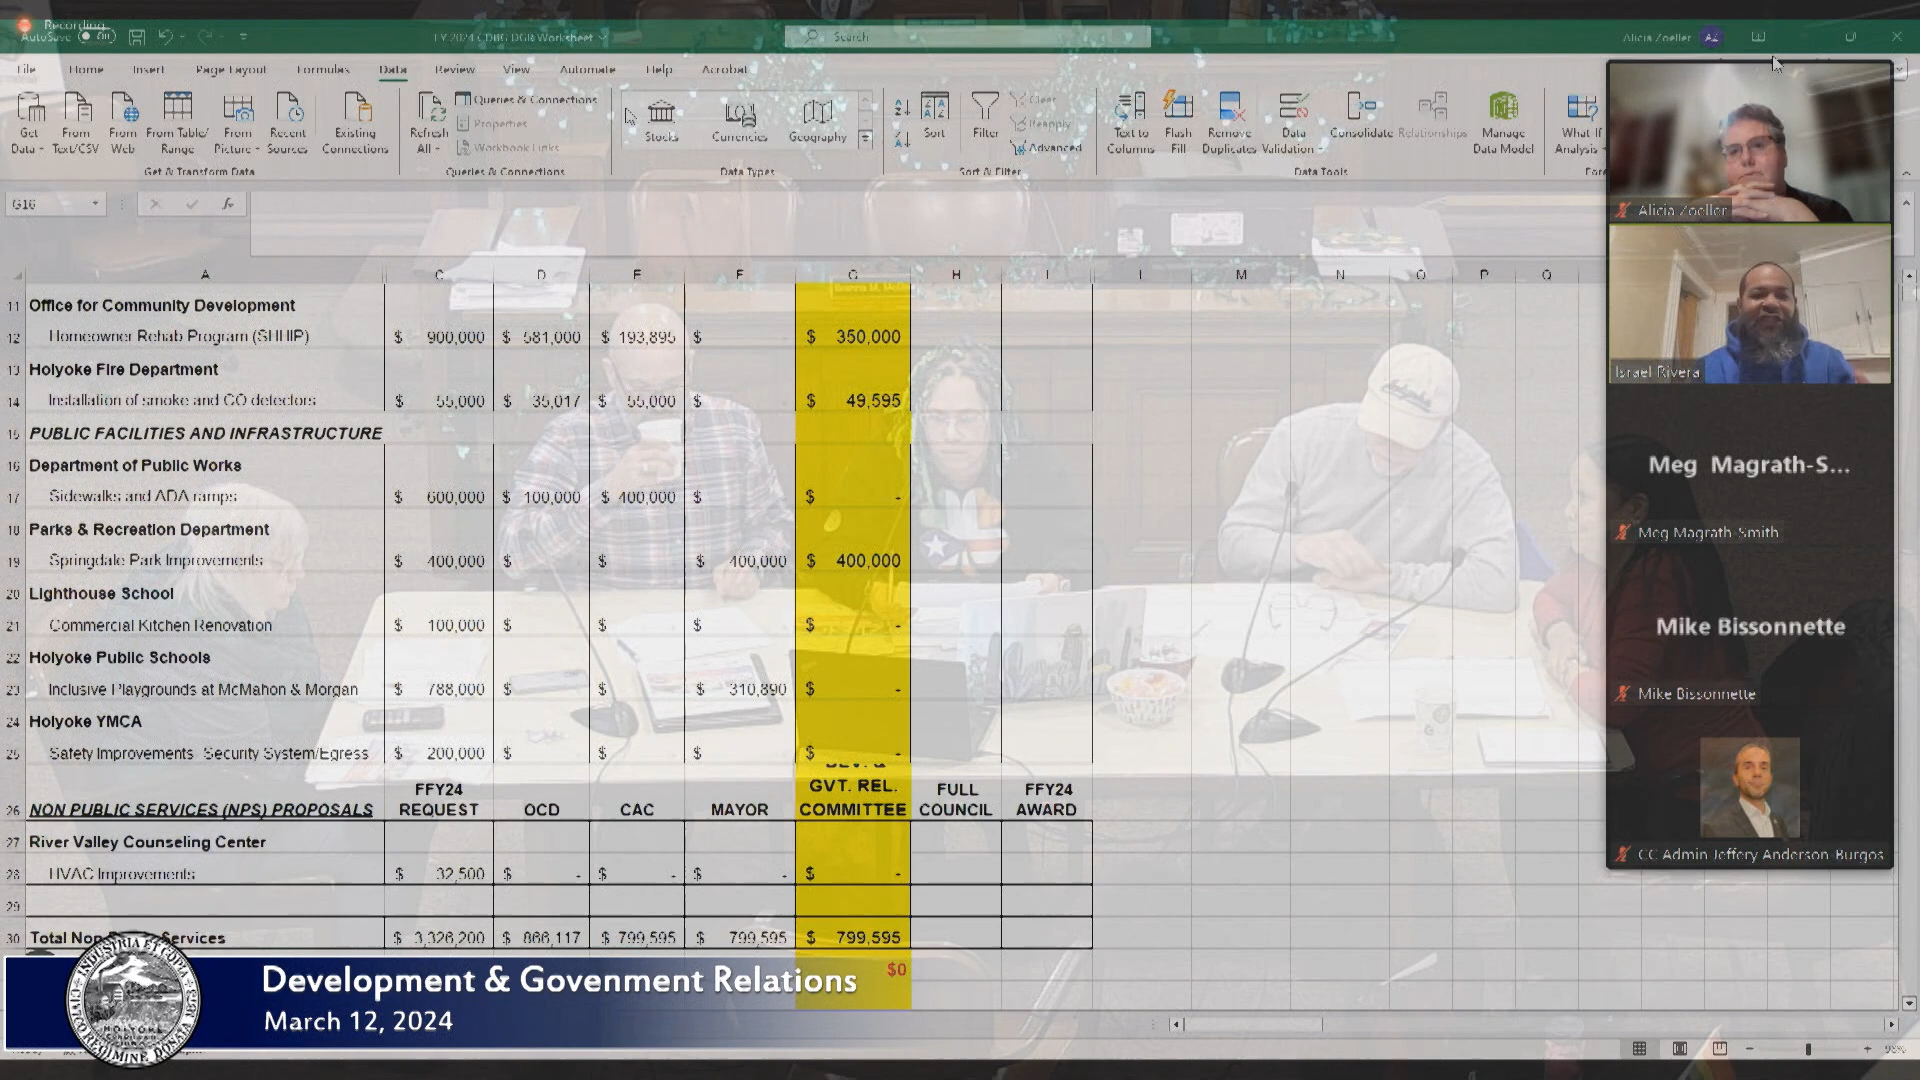 Recording
AutoSave Off FY 2024 CDBG DGR Worksheet Search Alicia Zoeller AZ
File Home Insert Page Layout Formulas Data Review View Automate Help Acrobat
Get Data From Text/CSV From Web From Table/ Range From Picture Recent Sources Existing Connections Refresh All Queries & Connections Properties Workbook Links Stocks Currencies Geography Sort Filter Clear Reapply Advanced Text to Columns Flash Fill Remove Duplicates Data Validation Consolidate Relationships Manage Data Model What-If Analysis
Get & Transform Data Queries & Connections Data Types Sort & Filter Data Tools
G16 fx
A C D E F G H I M N O P Q
11 Office for Community Development
12 Homeowner Rehab Program (SHHIP) $ 900,000 $ 581,000 $ 193,895 $ $ 350,000
13 Holyoke Fire Department
14 Installation of smoke and CO detectors $ 55,000 $ 35,017 $ 55,000 $ $ 49,595
15 PUBLIC FACILITIES AND INFRASTRUCTURE
16 Department of Public Works
17 Sidewalks and ADA ramps $ 600,000 $ 100,000 $ 400,000 $ $ -
18 Parks & Recreation Department
19 Springdale Park Improvements $ 400,000 $ $ $ 400,000 $ 400,000
20 Lighthouse School
21 Commercial Kitchen Renovation $ 100,000 $ $ $ $ -
22 Holyoke Public Schools
23 Inclusive Playgrounds at McMahon & Morgan $ 788,000 $ $ $ 310,890 $ -
24 Holyoke YMCA
25 Safety Improvements Security System/Egress $ 200,000 $ $ $ $ -
26 NON PUBLIC SERVICES (NPS) PROPOSALS FFY24 REQUEST OCD CAC MAYOR DEV. & GVT. REL. COMMITTEE FULL COUNCIL FFY24 AWARD
27 River Valley Counseling Center
28 HVAC Improvements $ 32,500 $ - $ - $ - $ -
29
30 Total Non Services $ 3,326,200 $ 866,117 $ 799,595 $ 799,595 $ 799,595
$0
Alicia Zoeller
Israel Rivera
Meg Magrath-S...
Meg Magrath-Smith
Mike Bissonnette
Mike Bissonnette
CC Admin Jeffery Anderson-Burgos
Development & Govenment Relations
March 12, 2024